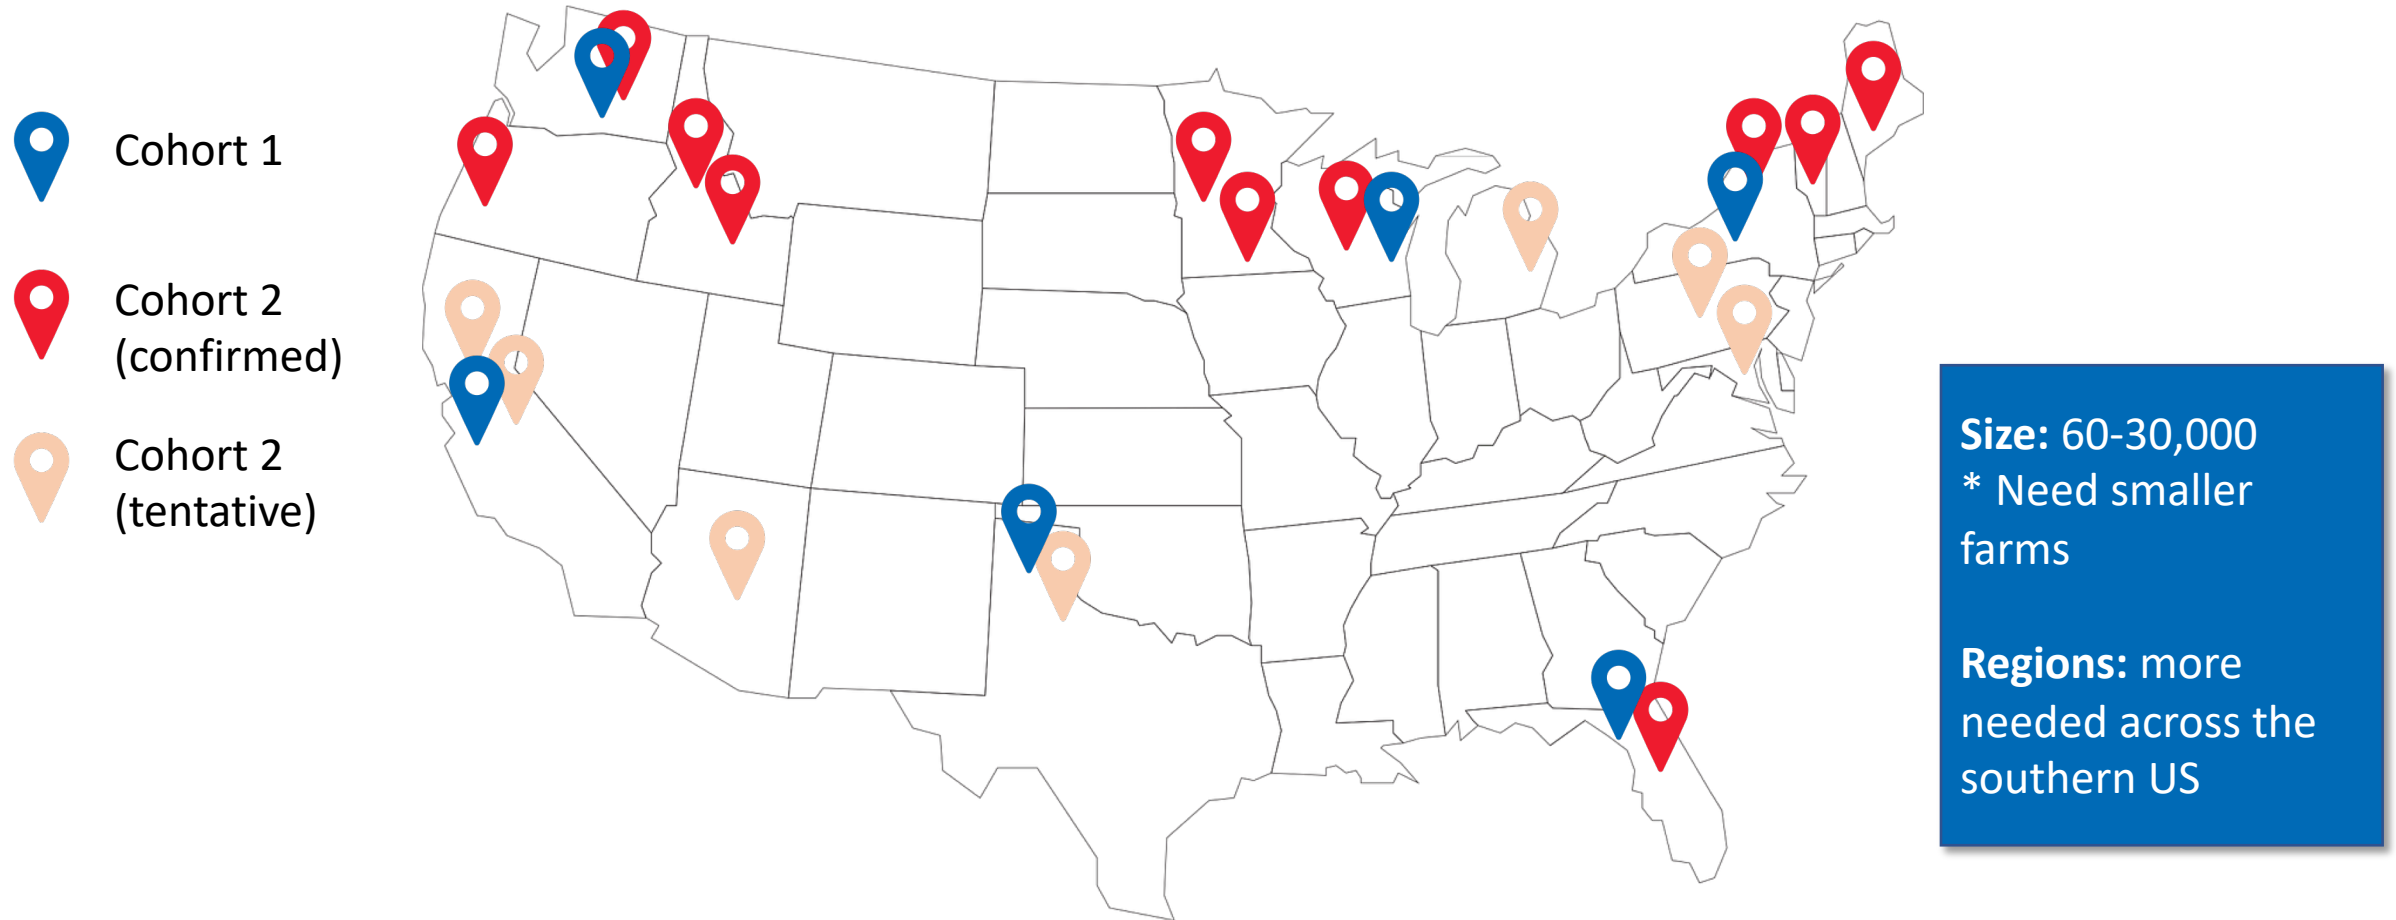 Cohort 1
Cohort 2
(confirmed)
Cohort 2
(tentative)
Size: 60-30,000
* Need smaller
farms
Regions: more
needed across the
southern US